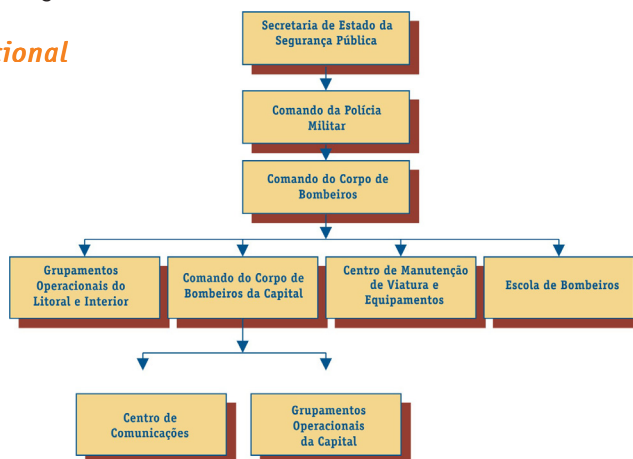 cional
Secretaria de Estado da
Segurança Pública
Comando da Polícia
Militar
Comando do Corpo de
Bombeiros
Grupamentos
Operacionais do
Litoral e Interior
Comando do Corpo de
Bombeiros da Capital
Centro de Manutenção
de Viatura e
Equipamentos
Escola de Bombeiros
Centro de
Comunicações
Grupamentos
Operacionais
da Capital